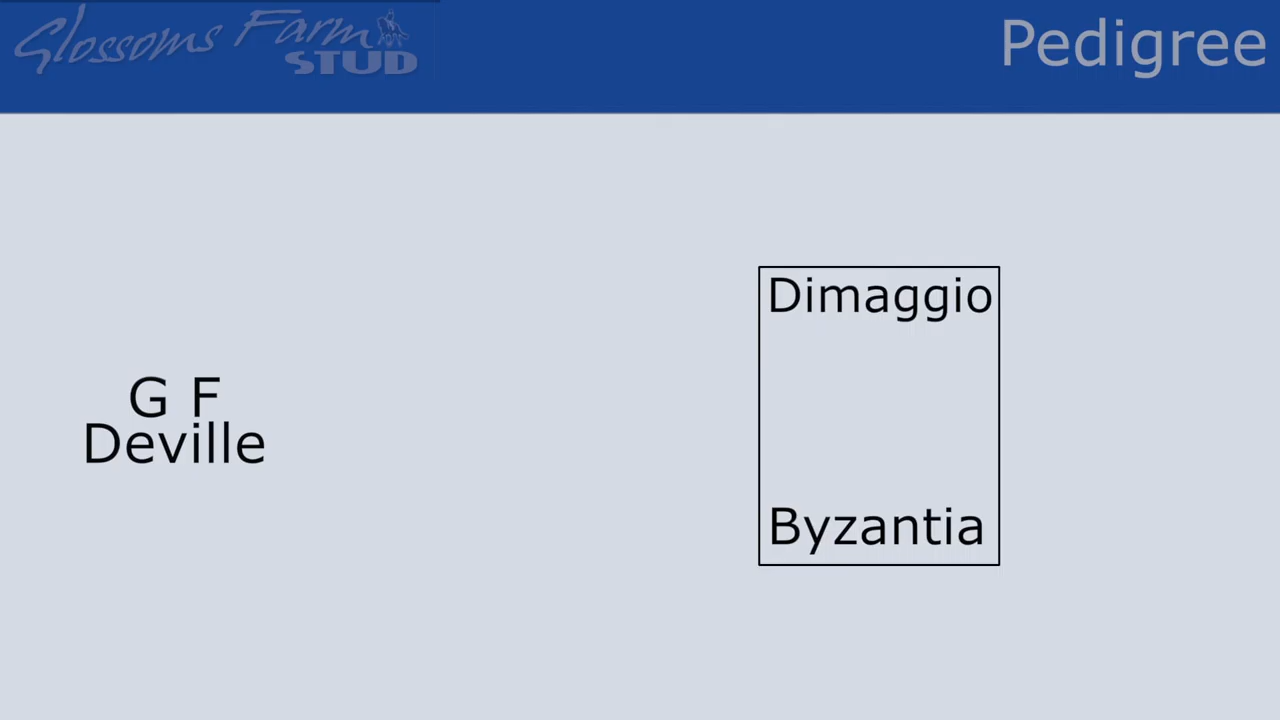 Glossoms Farm
STUD
Pedigree
G F
Deville
Dimaggio
Byzantia